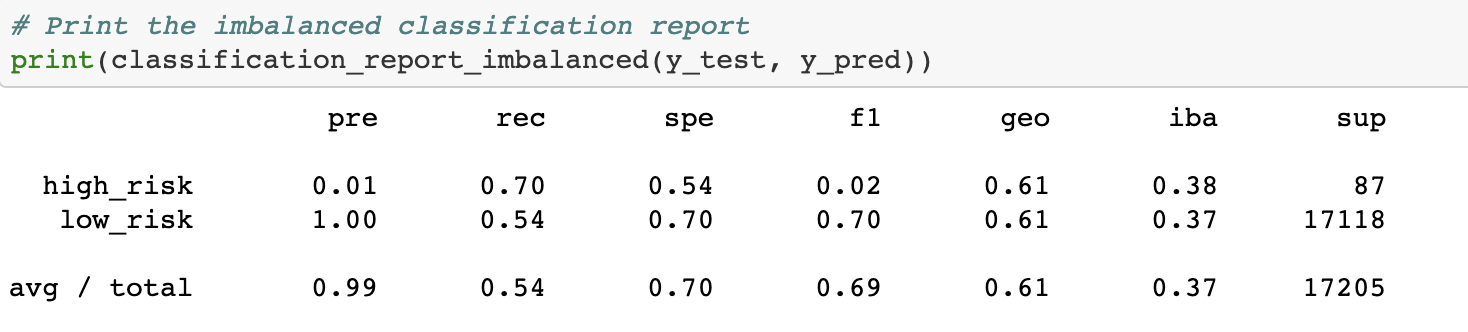 # Print the imbalanced classification report
print(classification_report_imbalanced(y_test, y_pred))
pre rec spe f1 geo iba sup
high_risk 0.01 0.70 0.54 0.02 0.61 0.38 87
low_risk 1.00 0.54 0.70 0.70 0.61 0.37 17118
avg / total 0.99 0.54 0.70 0.69 0.61 0.37 17205